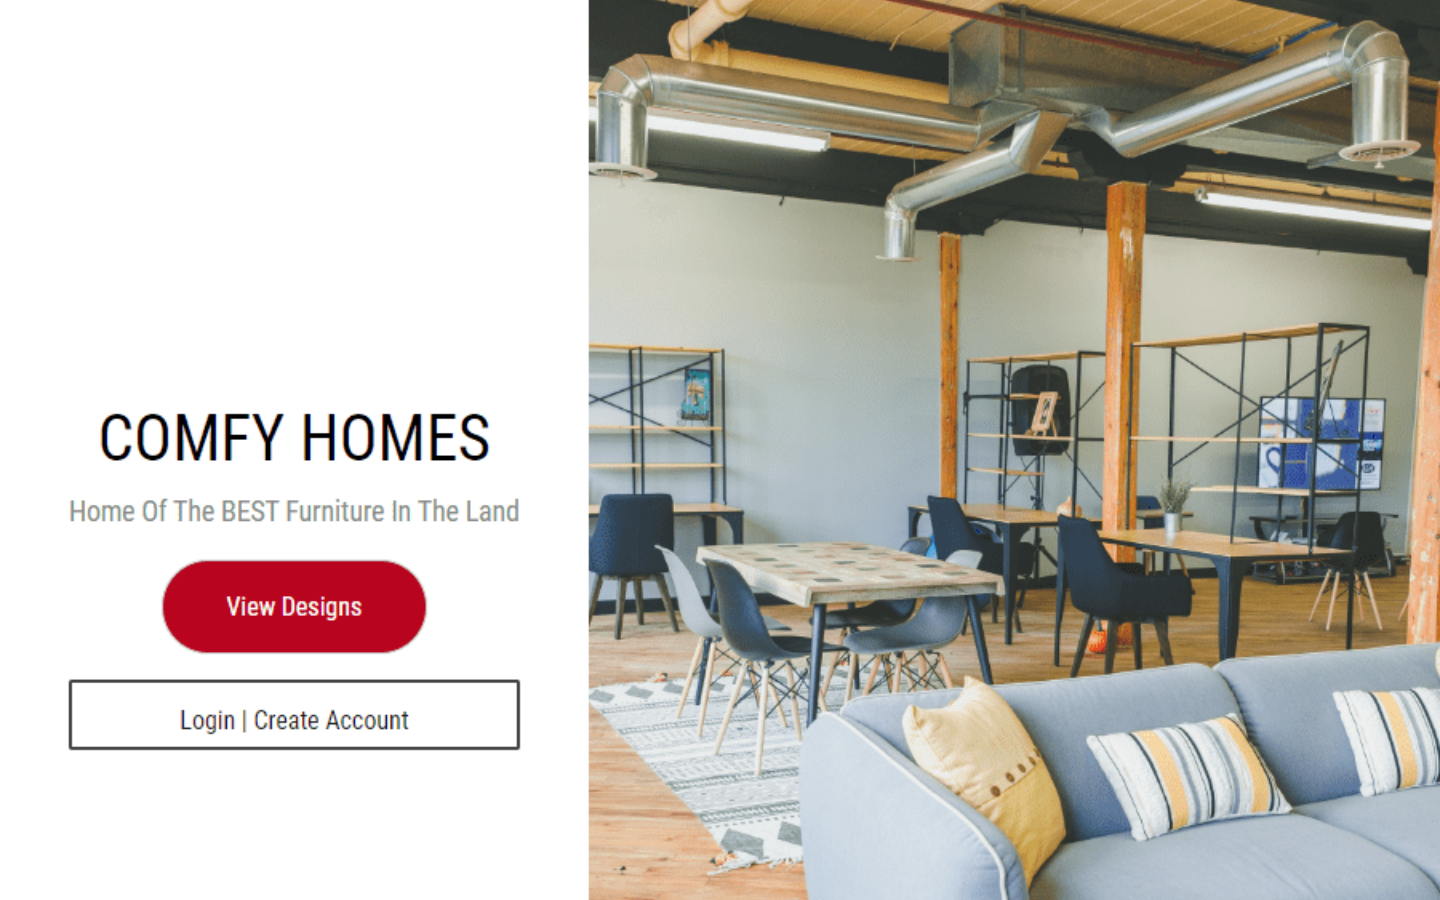 COMFY HOMES
Home Of The BEST Furniture In The Land
View Designs
Login | Create Account